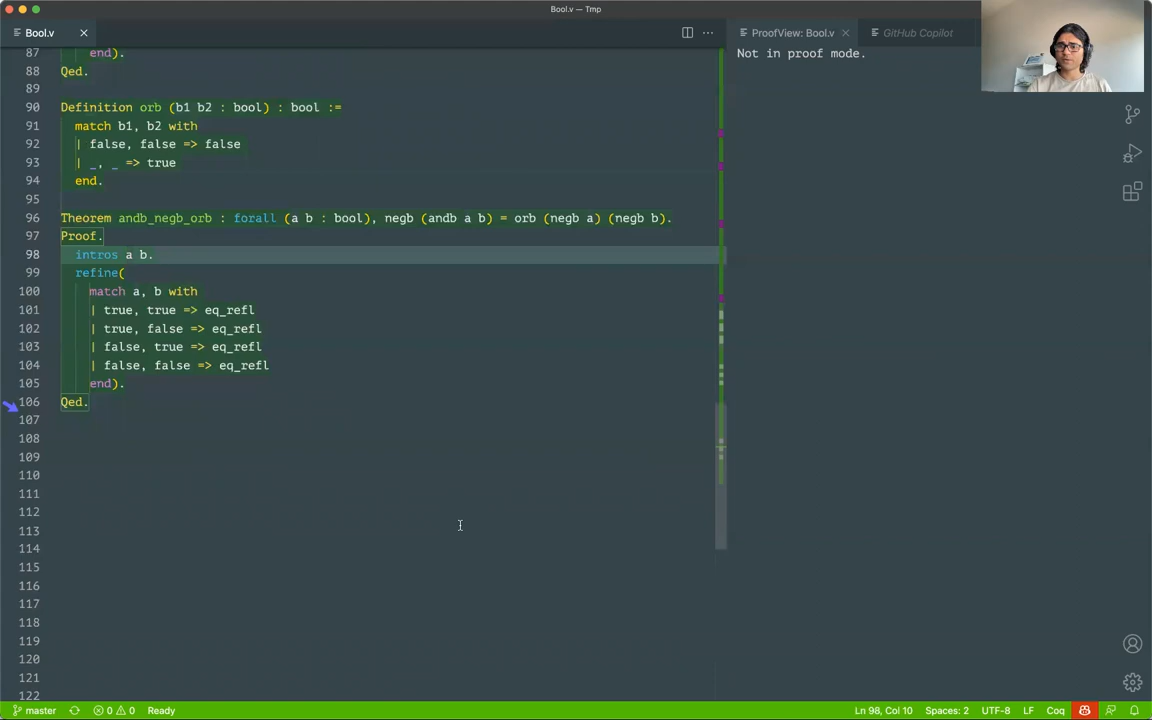 Bool.v — Tmp
Bool.v
ProofView: Bool.v
GitHub Copilot
Not in proof mode.
87 end).
88 Qed.
89
90 Definition orb (b1 b2 : bool) : bool :=
91 match b1, b2 with
92 | false, false => false
93 | _, _ => true
94 end.
95
96 Theorem andb_negb_orb : forall (a b : bool), negb (andb a b) = orb (negb a) (negb b).
97 Proof.
98 intros a b.
99 refine(
100 match a, b with
101 | true, true => eq_refl
102 | true, false => eq_refl
103 | false, true => eq_refl
104 | false, false => eq_refl
105 end).
106 Qed.
107
108
109
110
111
112
113
114
115
116
117
118
119
120
121
122
master 0 0 Ready Ln 98, Col 10 Spaces: 2 UTF-8 LF Coq